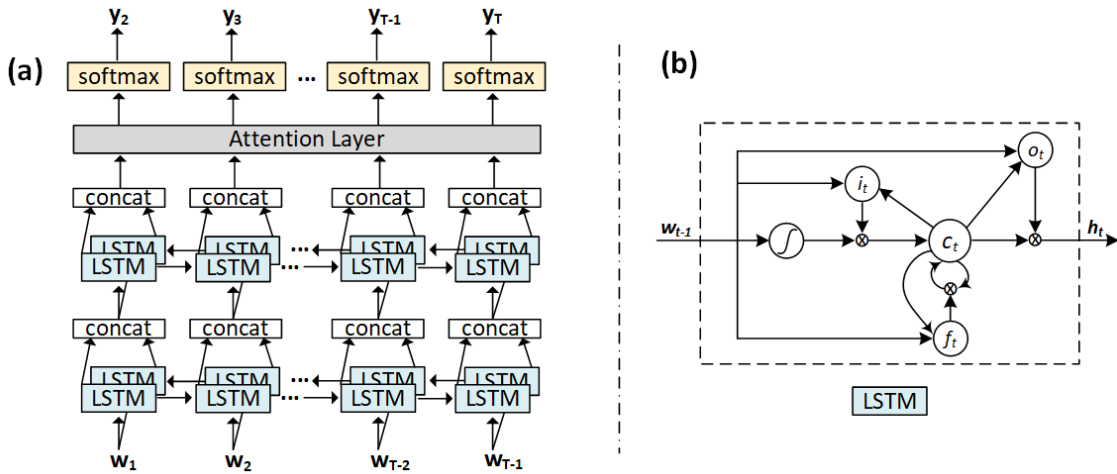 y2 y3 yT-1 yT
(a)
softmax softmax ... softmax softmax
Attention Layer
concat concat concat concat
LSTM LSTM ... LSTM LSTM
LSTM LSTM ... LSTM LSTM
concat concat concat concat
LSTM LSTM ... LSTM LSTM
LSTM LSTM ... LSTM LSTM
w1 w2 wT-2 wT-1
(b)
ot
it
wt-1 ∫ ct ht
ft
LSTM